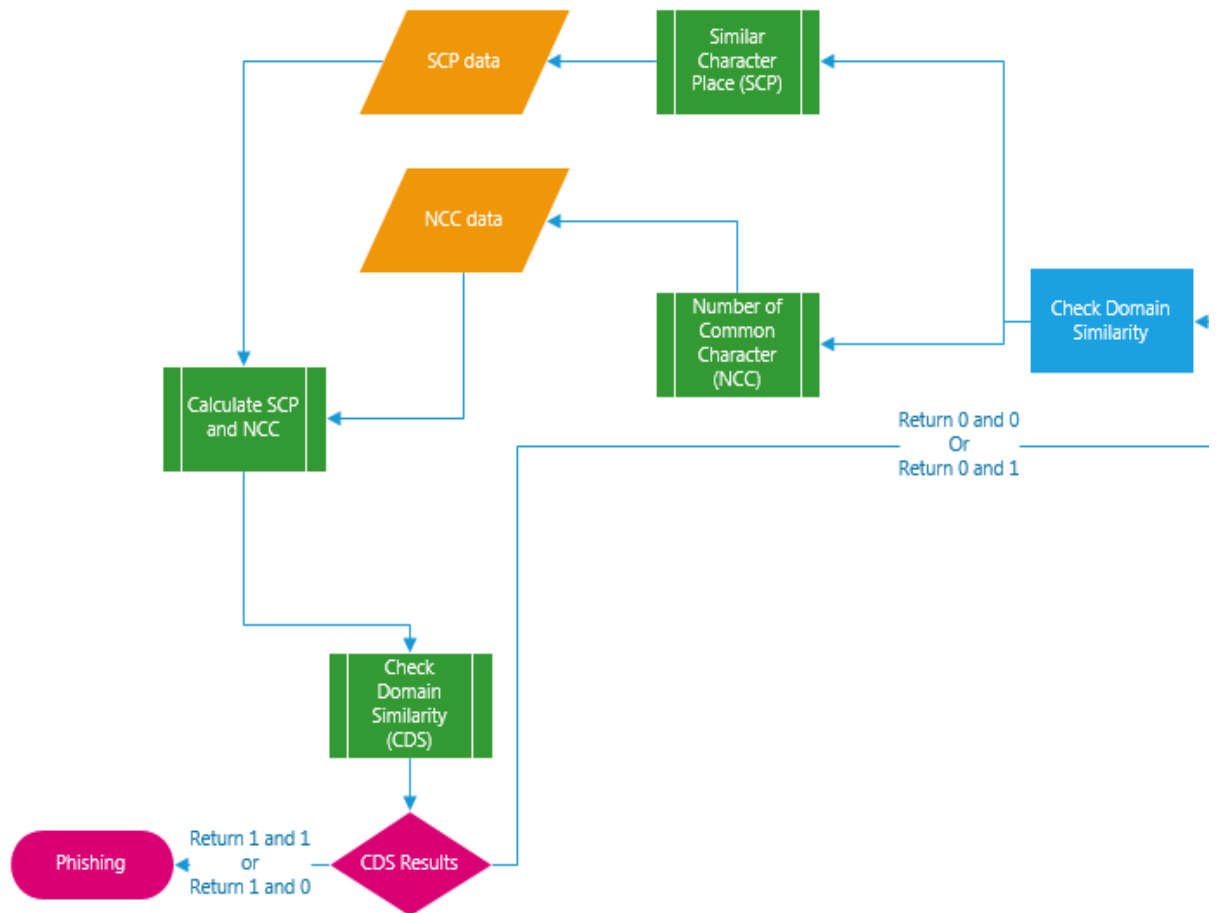 SCP data
Similar
Character
Place (SCP)
NCC data
Number of
Common
Character
(NCC)
Check Domain
Similarity
Calculate SCP
and NCC
Return 0 and 0
Or
Return 0 and 1
Check
Domain
Similarity
(CDS)
Phishing
Return 1 and 1
or
Return 1 and 0
CDS Results